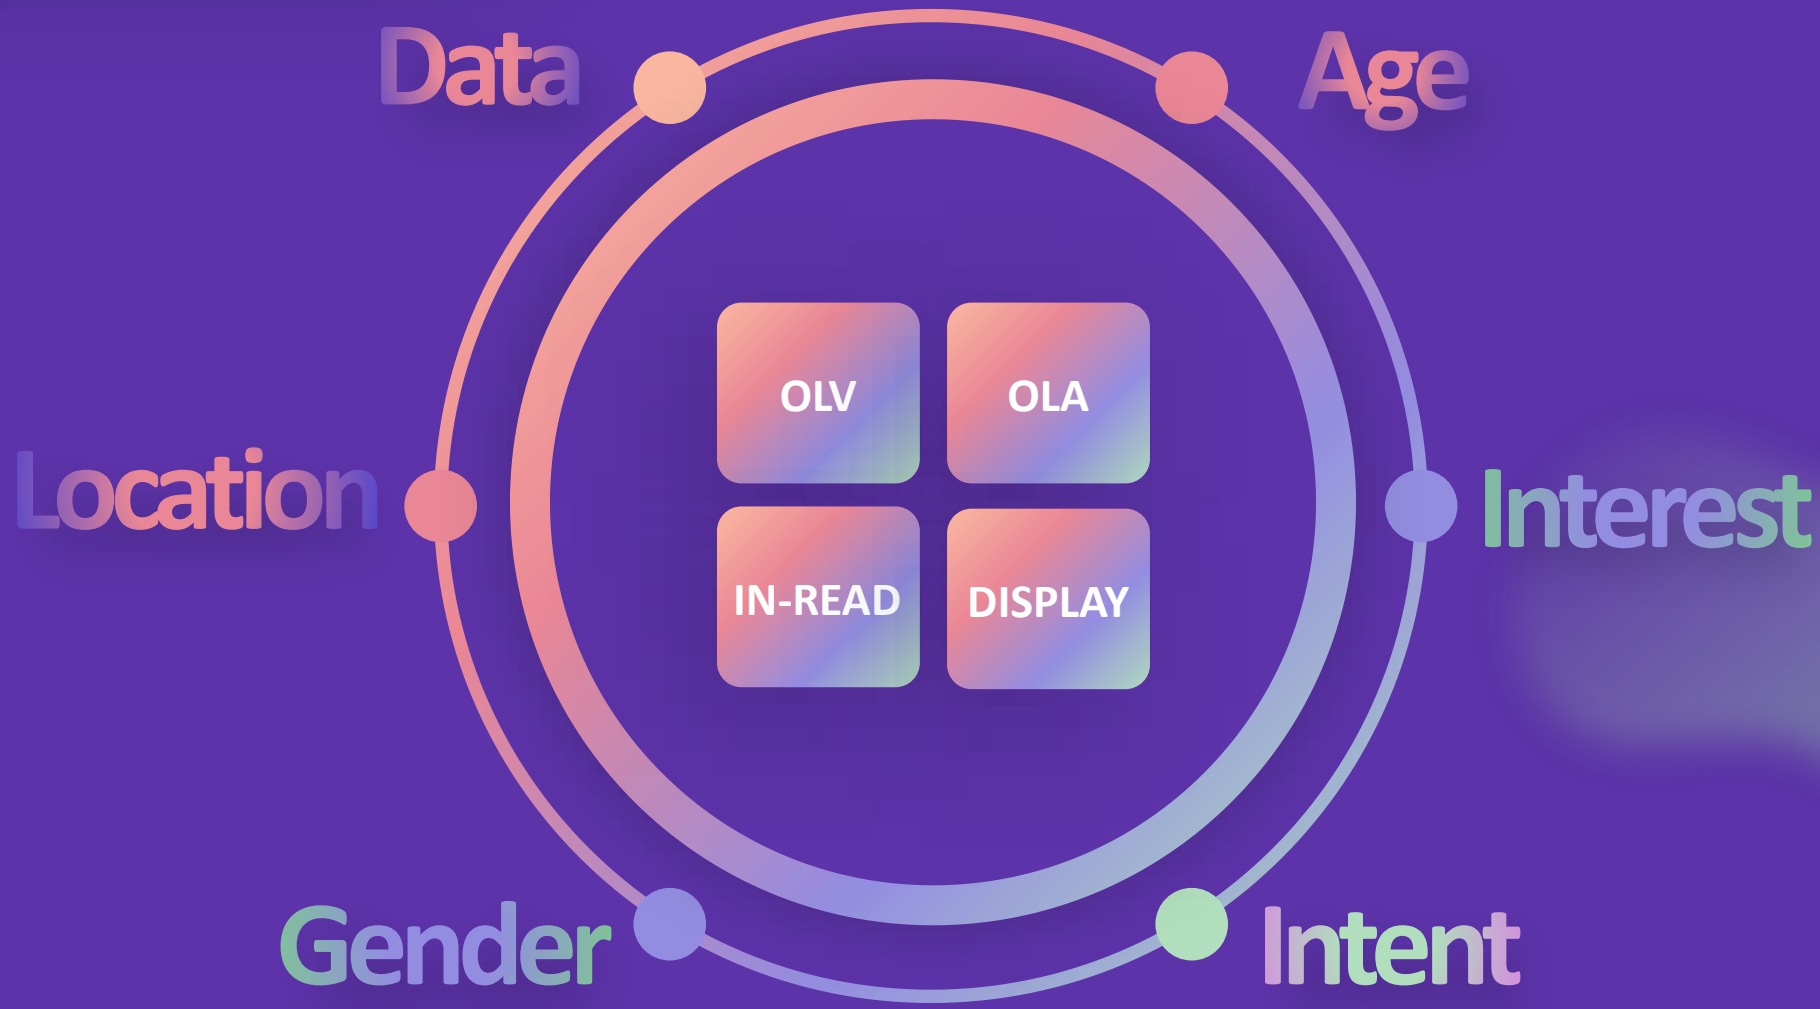 Data
Age
OLV
OLA
Location
Interest
IN-READ
DISPLAY
Gender
Intent